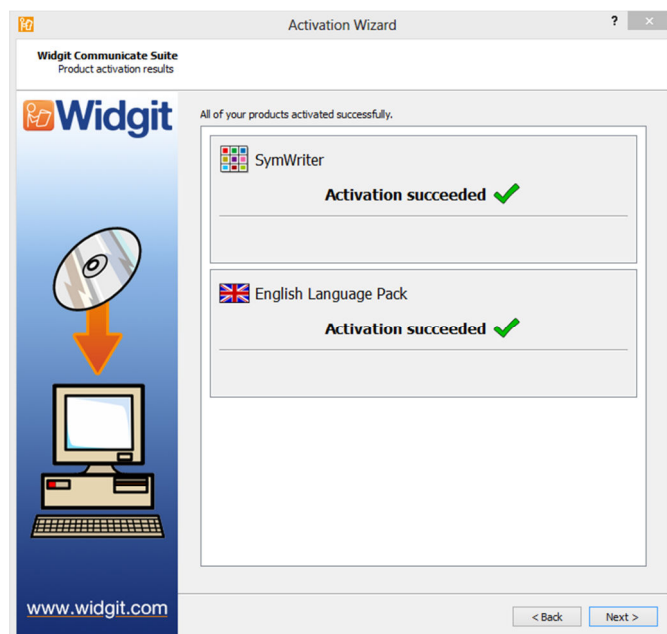 Activation Wizard
?
Widgit Communicate Suite
Product activation results
Widgit
All of your products activated successfully.
SymWriter
Activation succeeded
English Language Pack
Activation succeeded
www.widgit.com
< Back
Next >